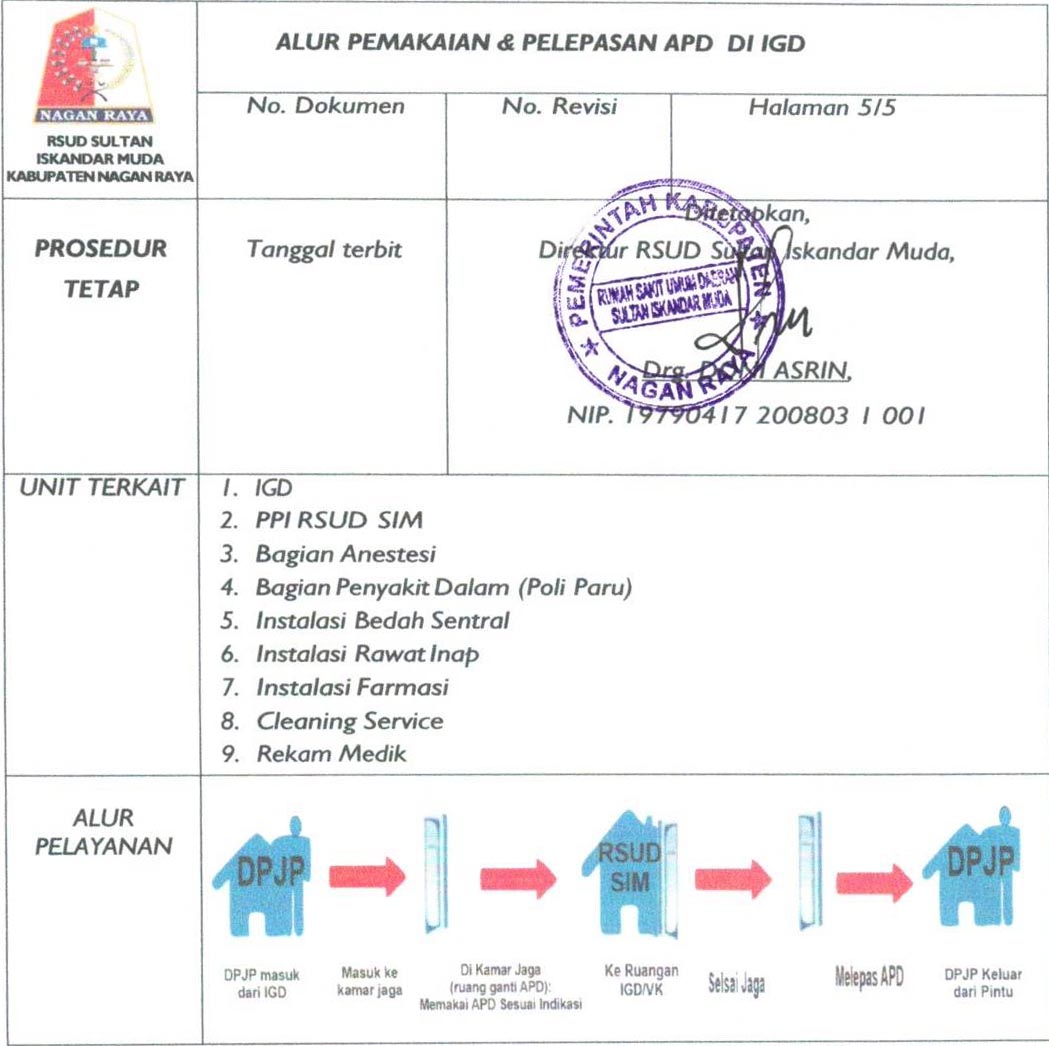 ALUR PEMAKAIAN & PELEPASAN APD DI IGD
NAGAN RAYA
RSUD SULTAN
ISKANDAR MUDA
KABUPATEN NAGAN RAYA
No. Dokumen
No. Revisi
Halaman 5/5
PROSEDUR
TETAP
Tanggal terbit
Ditetapkan,
Direktur RSUD Sultan Iskandar Muda,
PEMERINTAH KABUPATEN
RUMAH SAKIT UMUM DAERAH
SULTAN ISKANDAR MUDA
NAGAN RAYA
Drg. DONI ASRIN,
NIP. 19790417 200803 1 001
UNIT TERKAIT
1. IGD
2. PPI RSUD SIM
3. Bagian Anestesi
4. Bagian Penyakit Dalam (Poli Paru)
5. Instalasi Bedah Sentral
6. Instalasi Rawat Inap
7. Instalasi Farmasi
8. Cleaning Service
9. Rekam Medik
ALUR
PELAYANAN
DPJP
RSUD
SIM
DPJP
DPJP masuk
dari IGD
Masuk ke
kamar jaga
Di Kamar Jaga
(ruang ganti APD):
Memakai APD Sesuai Indikasi
Ke Ruangan
IGD/VK
Selsai Jaga
Melepas APD
DPJP Keluar
dari Pintu